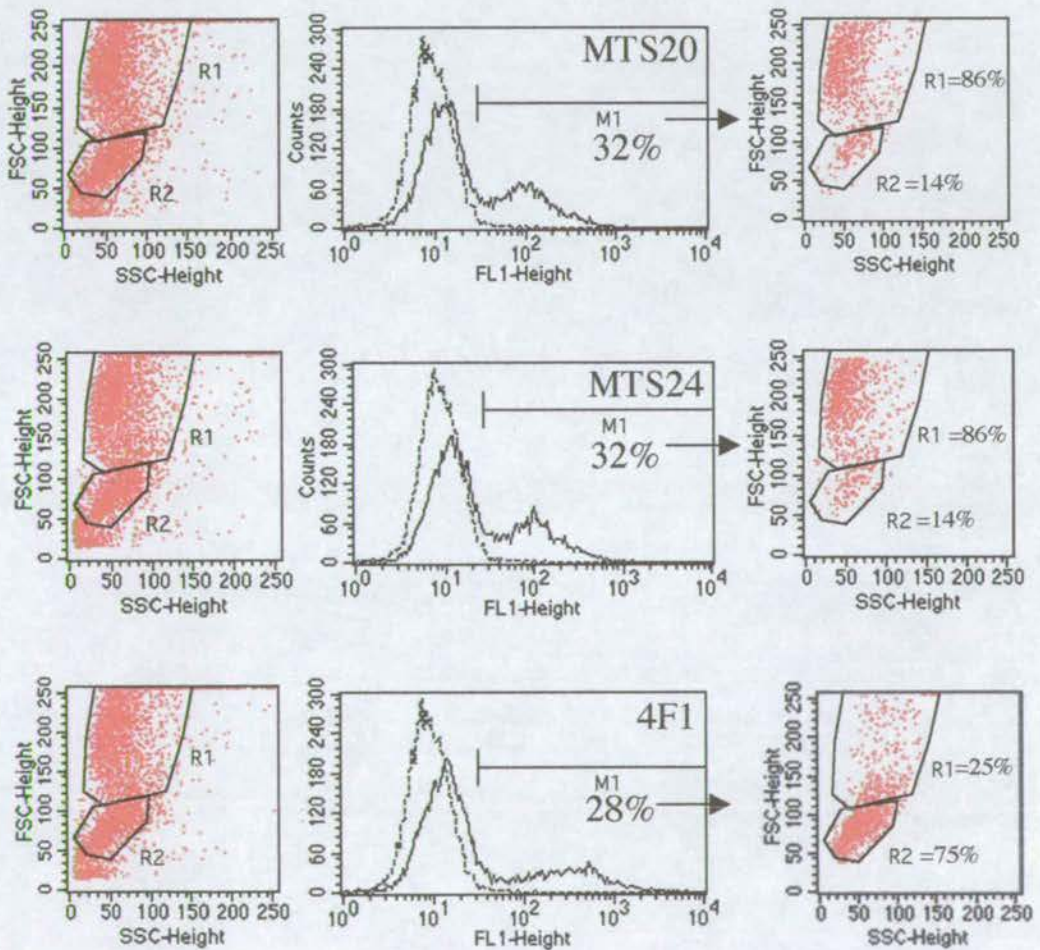 FSC-Height
250
200
150
100
50
0
R1
R2
0 50 100 150 200 250
SSC-Height
Counts
300
240
180
120
60
0
MTS20
M1
32%
10^0 10^1 10^2 10^3 10^4
FL1-Height
FSC-Height
250
200
150
100
50
0
R1=86%
R2 =14%
0 50 100 150 200 250
SSC-Height
FSC-Height
250
200
150
100
50
0
R1
R2
0 50 100 150 200 250
SSC-Height
Counts
300
240
180
120
60
0
MTS24
M1
32%
10^0 10^1 10^2 10^3 10^4
FL1-Height
FSC-Height
250
200
150
100
50
0
R1=86%
R2 =14%
0 50 100 150 200 250
SSC-Height
FSC-Height
250
200
150
100
50
0
R1
R2
0 50 100 150 200 250
SSC-Height
Counts
300
240
180
120
60
0
4F1
M1
28%
10^0 10^1 10^2 10^3 10^4
FL1-Height
FSC-Height
250
200
150
100
50
0
R1=25%
R2 =75%
0 50 100 150 200 250
SSC-Height